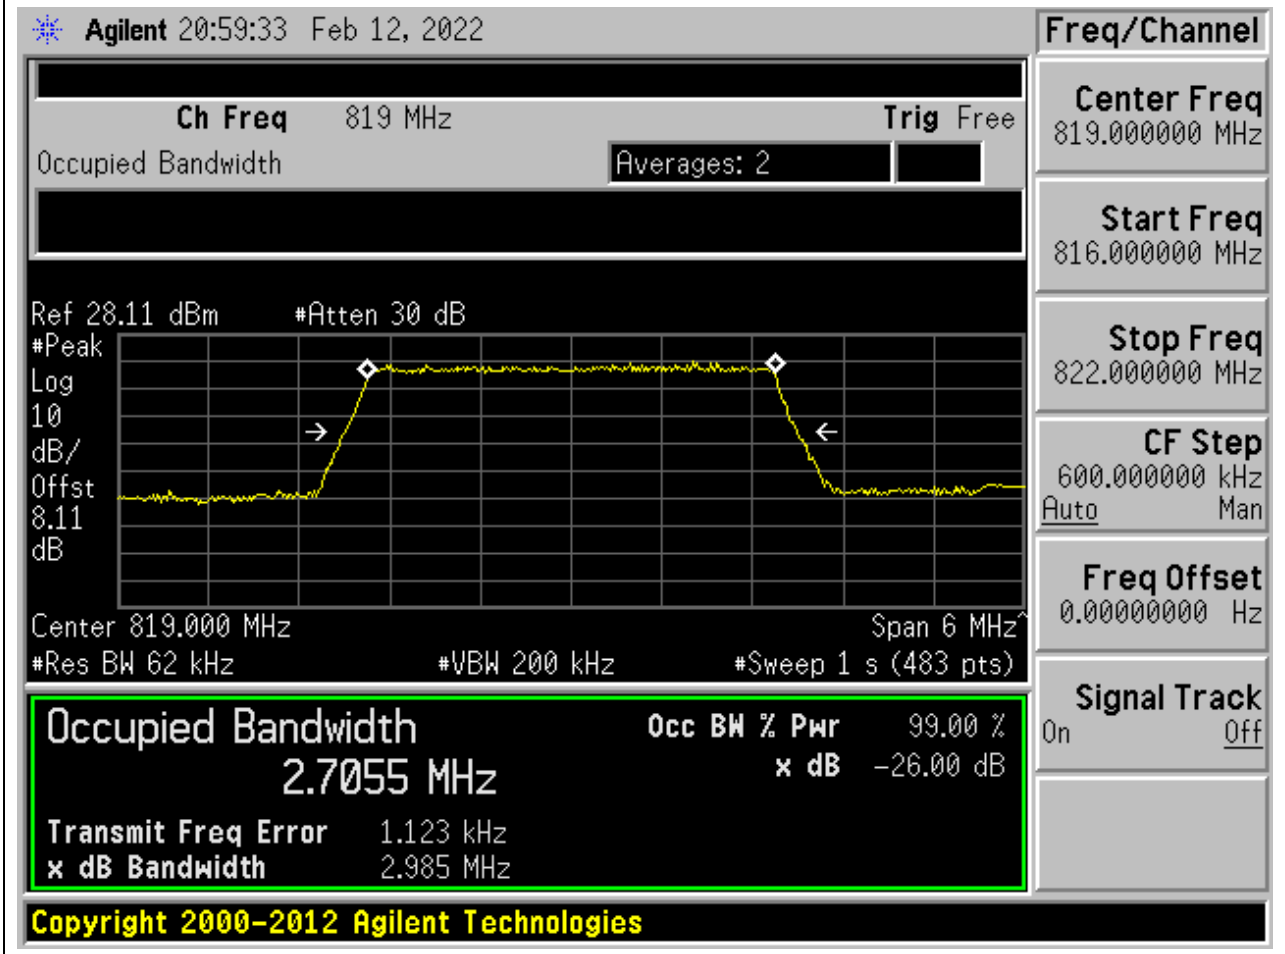 Agilent 20:59:33 Feb 12, 2022
Freq/Channel
Ch Freq 819 MHz Trig Free
Occupied Bandwidth Averages: 2
Center Freq
819.000000 MHz
Start Freq
816.000000 MHz
Stop Freq
822.000000 MHz
CF Step
600.000000 kHz
Auto Man
Freq Offset
0.00000000 Hz
Signal Track
On Off
Ref 28.11 dBm #Atten 30 dB
#Peak
Log
10
dB/
Offst
8.11
dB
Center 819.000 MHz Span 6 MHz^
#Res BW 62 kHz #VBW 200 kHz #Sweep 1 s (483 pts)
Occupied Bandwidth Occ BW % Pwr 99.00 %
2.7055 MHz x dB -26.00 dB
Transmit Freq Error 1.123 kHz
x dB Bandwidth 2.985 MHz
Copyright 2000-2012 Agilent Technologies